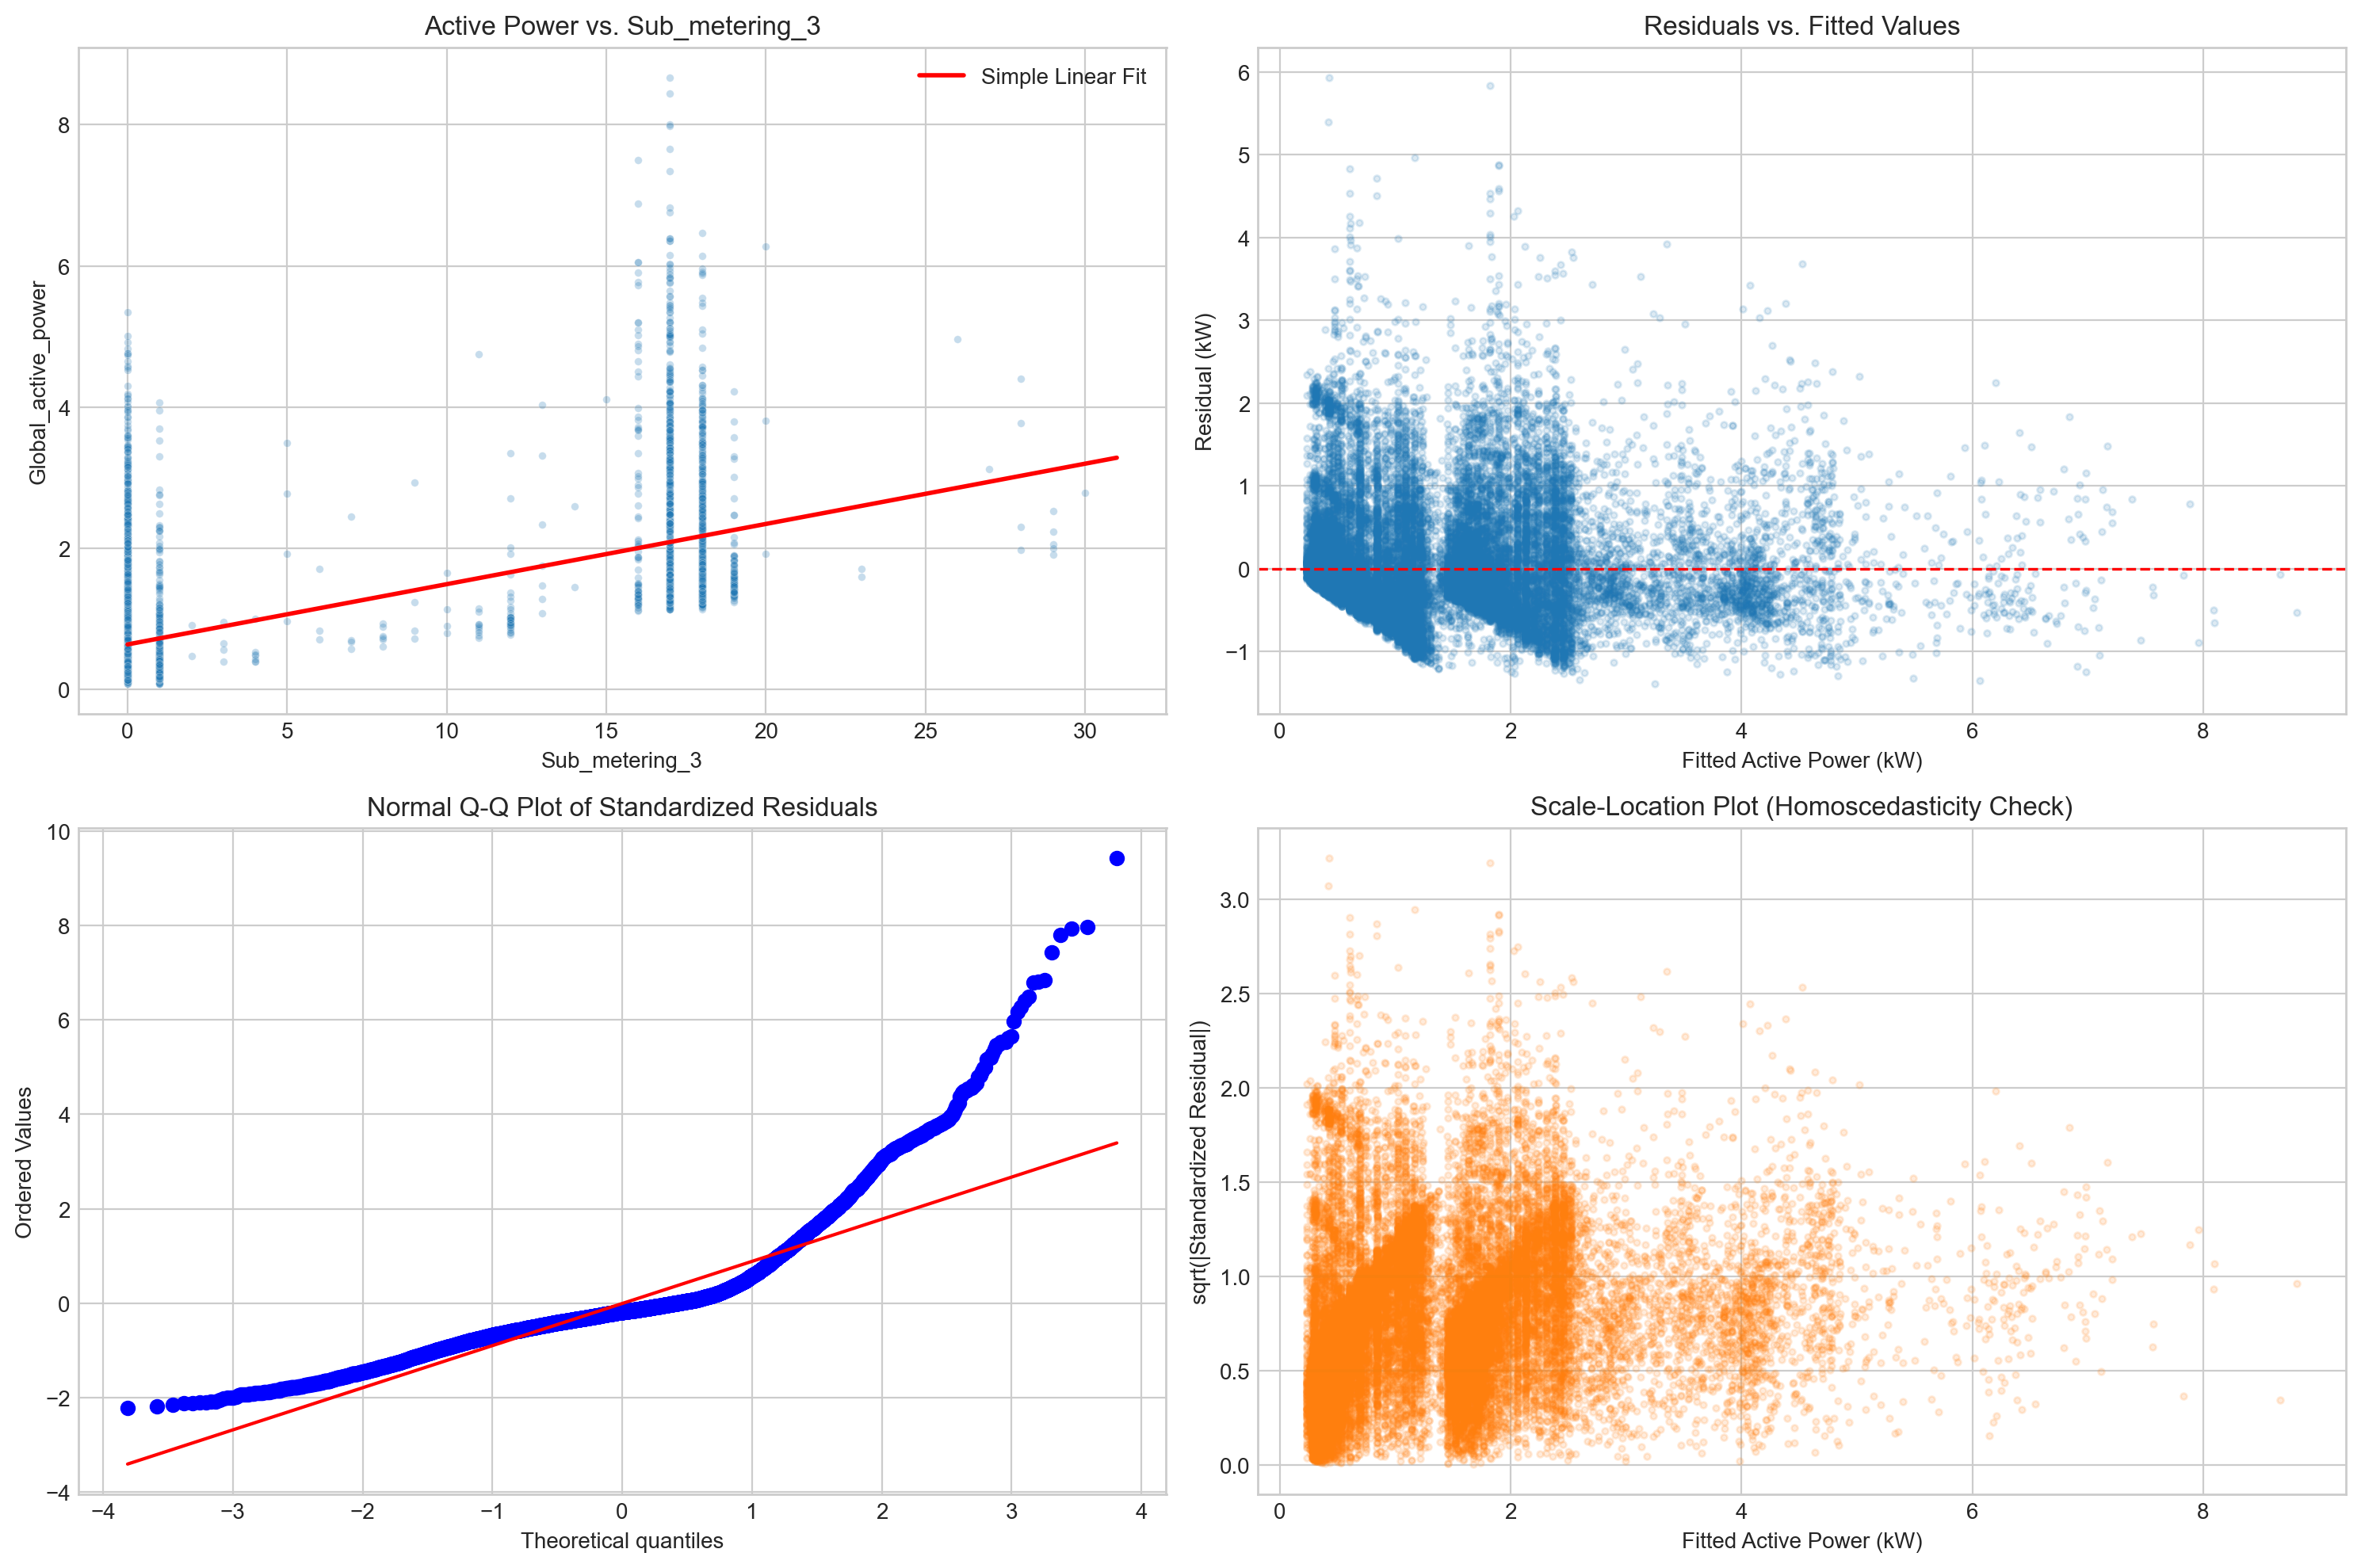 Active Power vs. Sub_metering_3
Simple Linear Fit
Global_active_power
8
6
4
2
0
0 5 10 15 20 25 30
Sub_metering_3
Residuals vs. Fitted Values
Residual (kW)
6
5
4
3
2
1
0
−1
0 2 4 6 8
Fitted Active Power (kW)
Normal Q-Q Plot of Standardized Residuals
Ordered Values
10
8
6
4
2
0
−2
−4
−4 −3 −2 −1 0 1 2 3 4
Theoretical quantiles
Scale-Location Plot (Homoscedasticity Check)
sqrt(|Standardized Residual|)
3.0
2.5
2.0
1.5
1.0
0.5
0.0
0 2 4 6 8
Fitted Active Power (kW)